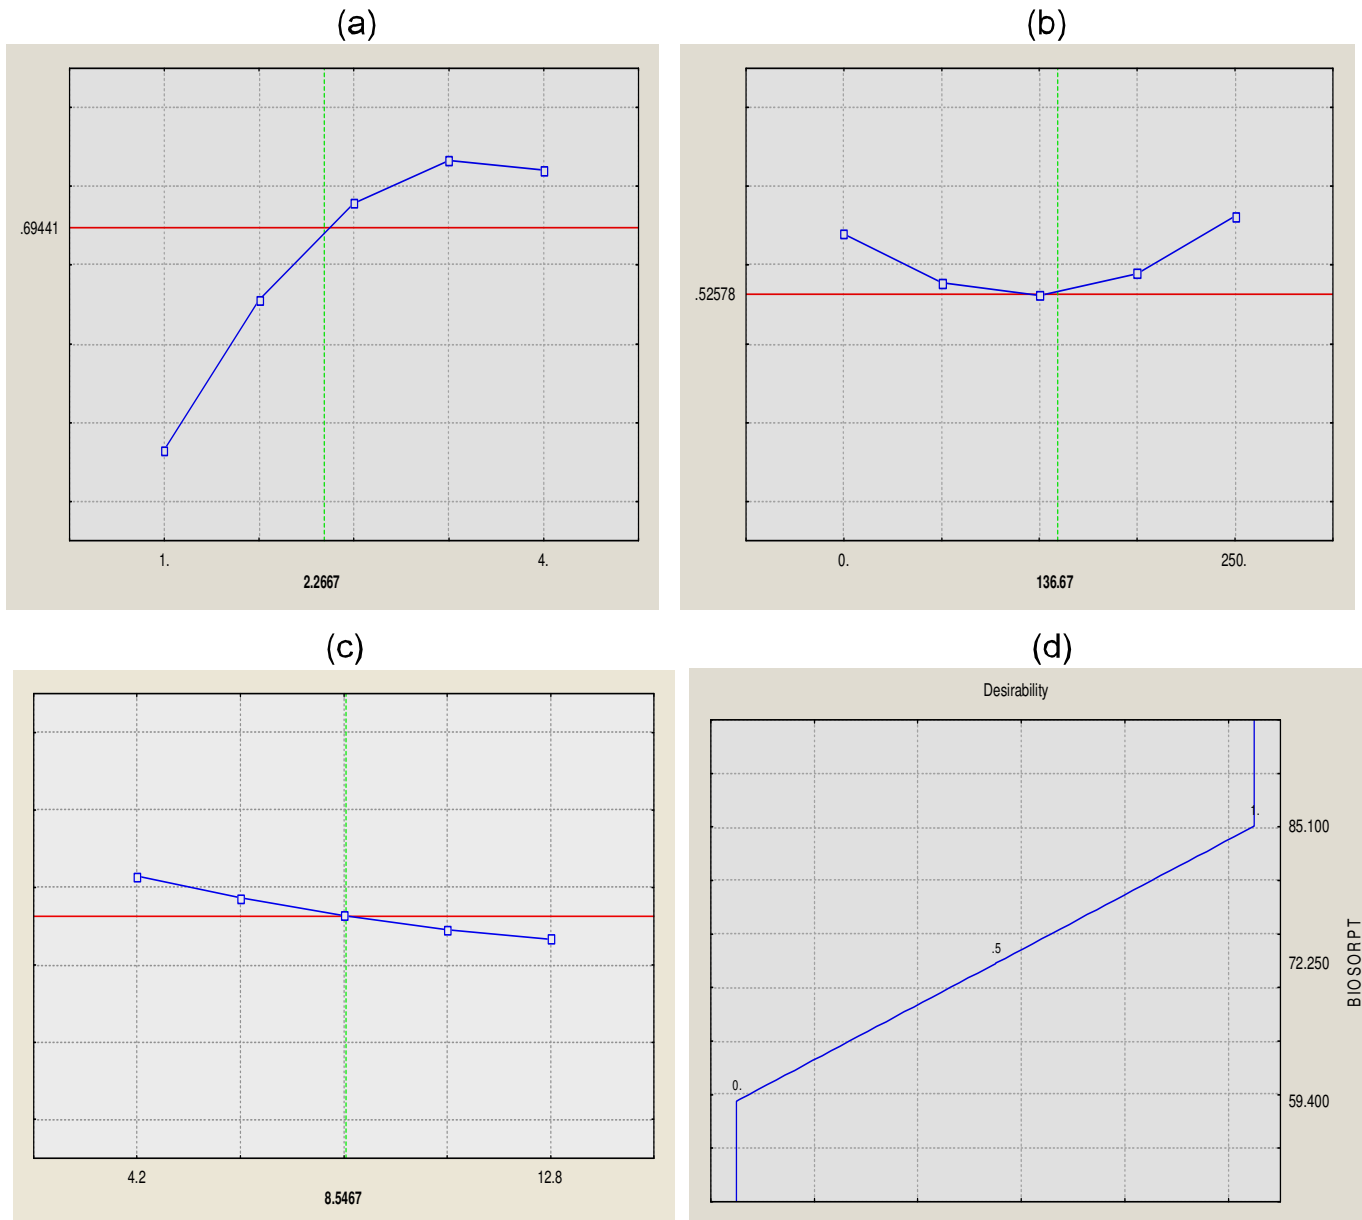 (a)
(b)
.69441
.52578
1.
4.
2.2667
0.
250.
136.67
(c)
(d)
4.2
12.8
8.5467
Desirability
1.
85.100
.5
72.250
0.
59.400
BIOSORPT